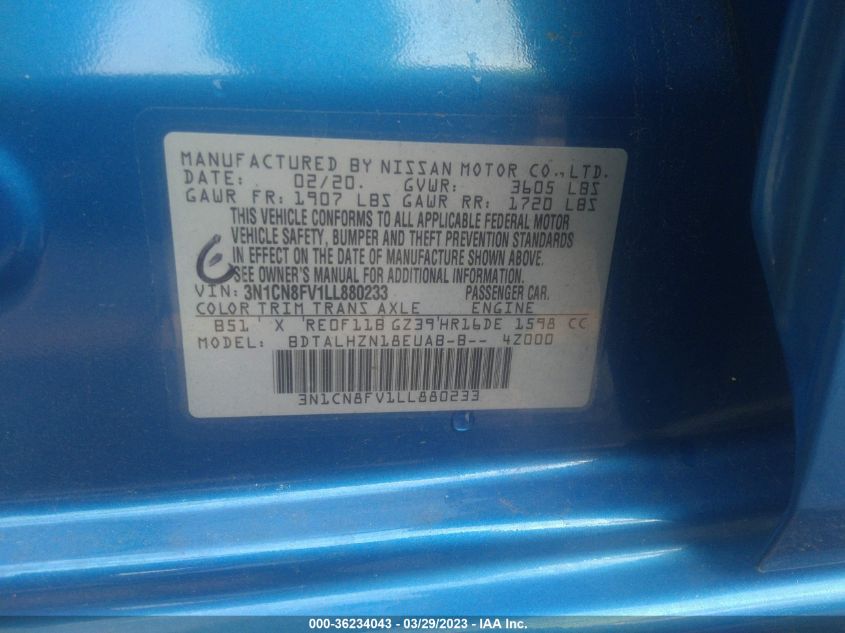 MANUFACTURED BY NISSAN MOTOR CO., LTD.
DATE: 02/20. GVWR: 3605 LBS
GAWR FR: 1907 LBS GAWR RR: 1720 LBS
THIS VEHICLE CONFORMS TO ALL APPLICABLE FEDERAL MOTOR
VEHICLE SAFETY, BUMPER AND THEFT PREVENTION STANDARDS
IN EFFECT ON THE DATE OF MANUFACTURE SHOWN ABOVE.
SEE OWNER'S MANUAL FOR ADDITIONAL INFORMATION.
VIN: 3N1CN8FV1LL880233 PASSENGER CAR.
COLOR TRIM TRANS AXLE ENGINE
B51 ' X 'RE0F11B GZ39'HR16DE 1598 CC
MODEL: BDTALHZN18EUAB-B-- 4Z000
3N1CN8FV1LL880233
000-36234043 - 03/29/2023 - IAA Inc.